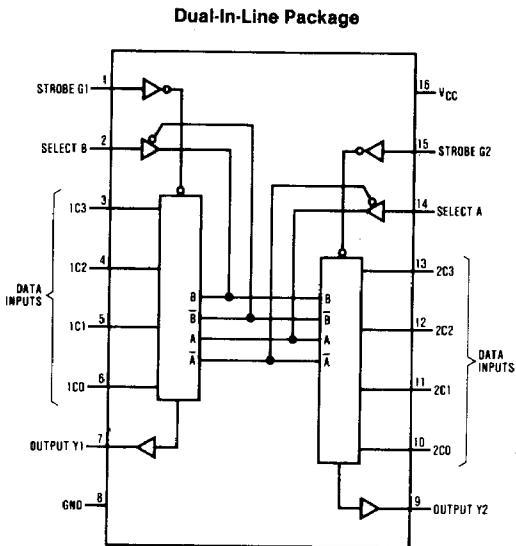 Dual-In-Line Package
STROBE G1
1
SELECT B
2
1C3
3
1C2
4
DATA
INPUTS
1C1
5
1C0
6
OUTPUT Y1
7
GND
8
B
B̅
A
A̅
B
B̅
A
A̅
16
VCC
15
STROBE G2
14
SELECT A
13
2C3
12
2C2
DATA
INPUTS
11
2C1
10
2C0
9
OUTPUT Y2